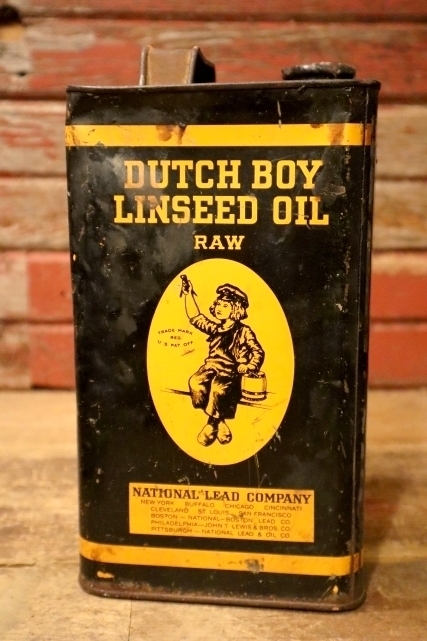 DUTCH BOY
LINSEED OIL
RAW
TRADE MARK
REG.
U S PAT OFF
NATIONAL LEAD COMPANY
NEW YORK BUFFALO CHICAGO CINCINNATI
CLEVELAND ST LOUIS SAN FRANCISCO
BOSTON - NATIONAL-BOSTON LEAD CO.
PHILADELPHIA-JOHN T. LEWIS & BROS. CO.
PITTSBURGH - NATIONAL LEAD & OIL CO.